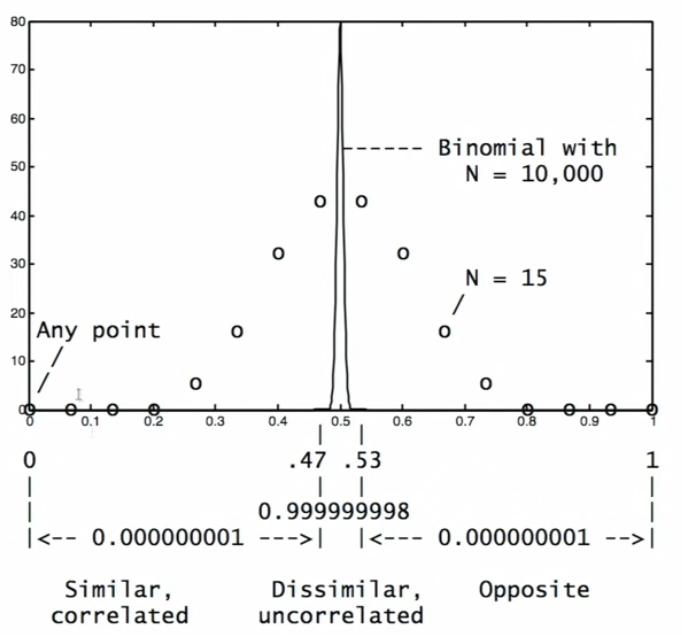 80
70
60
50
40
30
20
10
0
Binomial with
N = 10,000
N = 15
Any point
0 0.1 0.2 0.3 0.4 0.5 0.6 0.7 0.8 0.9 1
0 .47 .53 1
0.999999998
|<-- 0.000000001 --->| |<--- 0.000000001 -->|
Similar, Dissimilar, Opposite
correlated uncorrelated